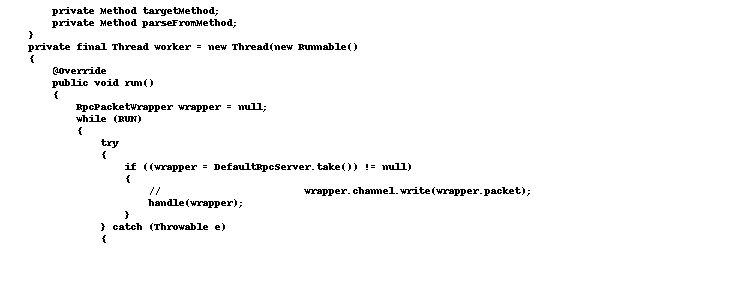 private Method targetMethod;
private Method parseFromMethod;
}
private final Thread worker = new Thread(new Runnable()
{
@Override
public void run()
{
RpcPacketWrapper wrapper = null;
while (RUN)
{
try
{
if ((wrapper = DefaultRpcServer.take()) != null)
{
// wrapper.channel.write(wrapper.packet);
handle(wrapper);
}
} catch (Throwable e)
{